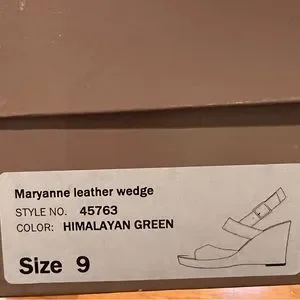 Maryanne leather wedge
STYLE NO. 45763
COLOR: HIMALAYAN GREEN
Size 9